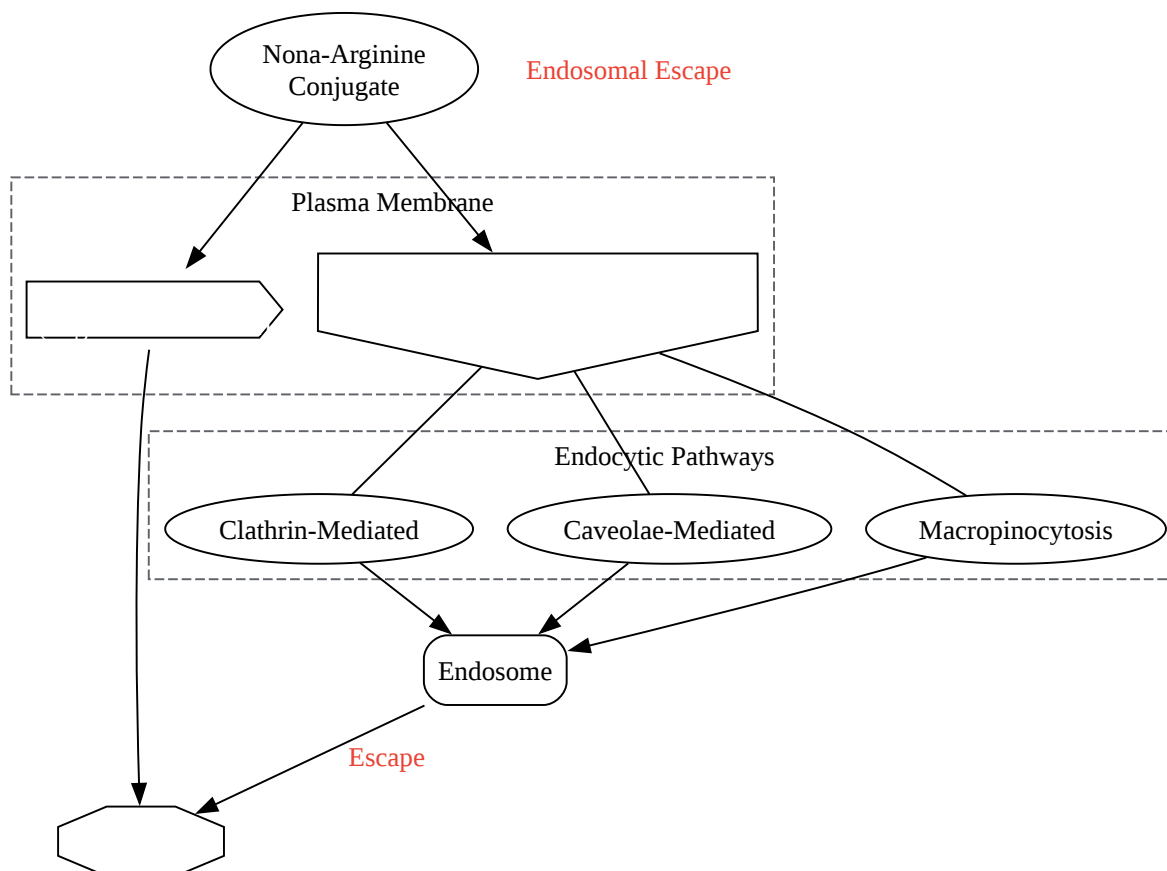 Nona-Arginine
Conjugate
Endosomal Escape
Plasma Membrane
Endocytic Pathways
Clathrin-Mediated
Caveolae-Mediated
Macropinocytosis
Endosome
Escape